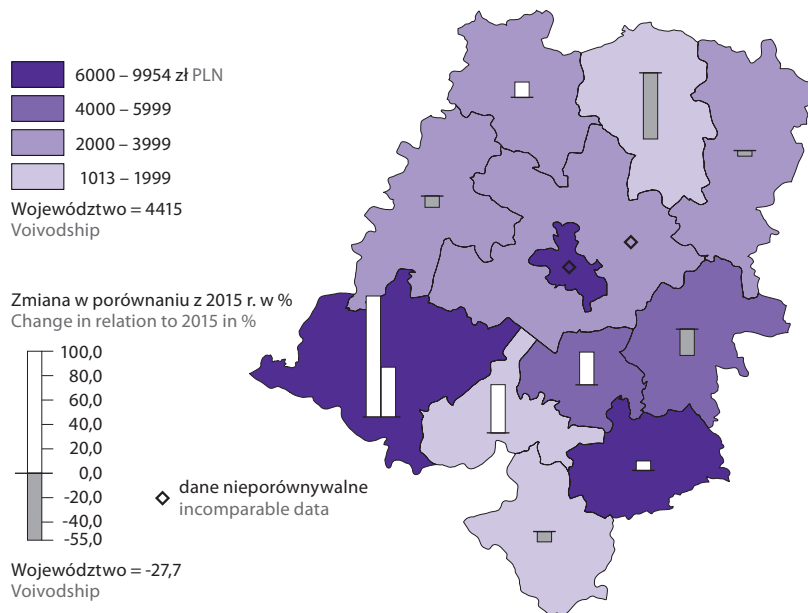 6000 – 9954 zł PLN
4000 – 5999
2000 – 3999
1013 – 1999
Województwo = 4415
Voivodship
Zmiana w porównaniu z 2015 r. w %
Change in relation to 2015 in %
100,0
80,0
60,0
40,0
20,0
0,0
-20,0
-40,0
-55,0
dane nieporównywalne
incomparable data
Województwo = -27,7
Voivodship